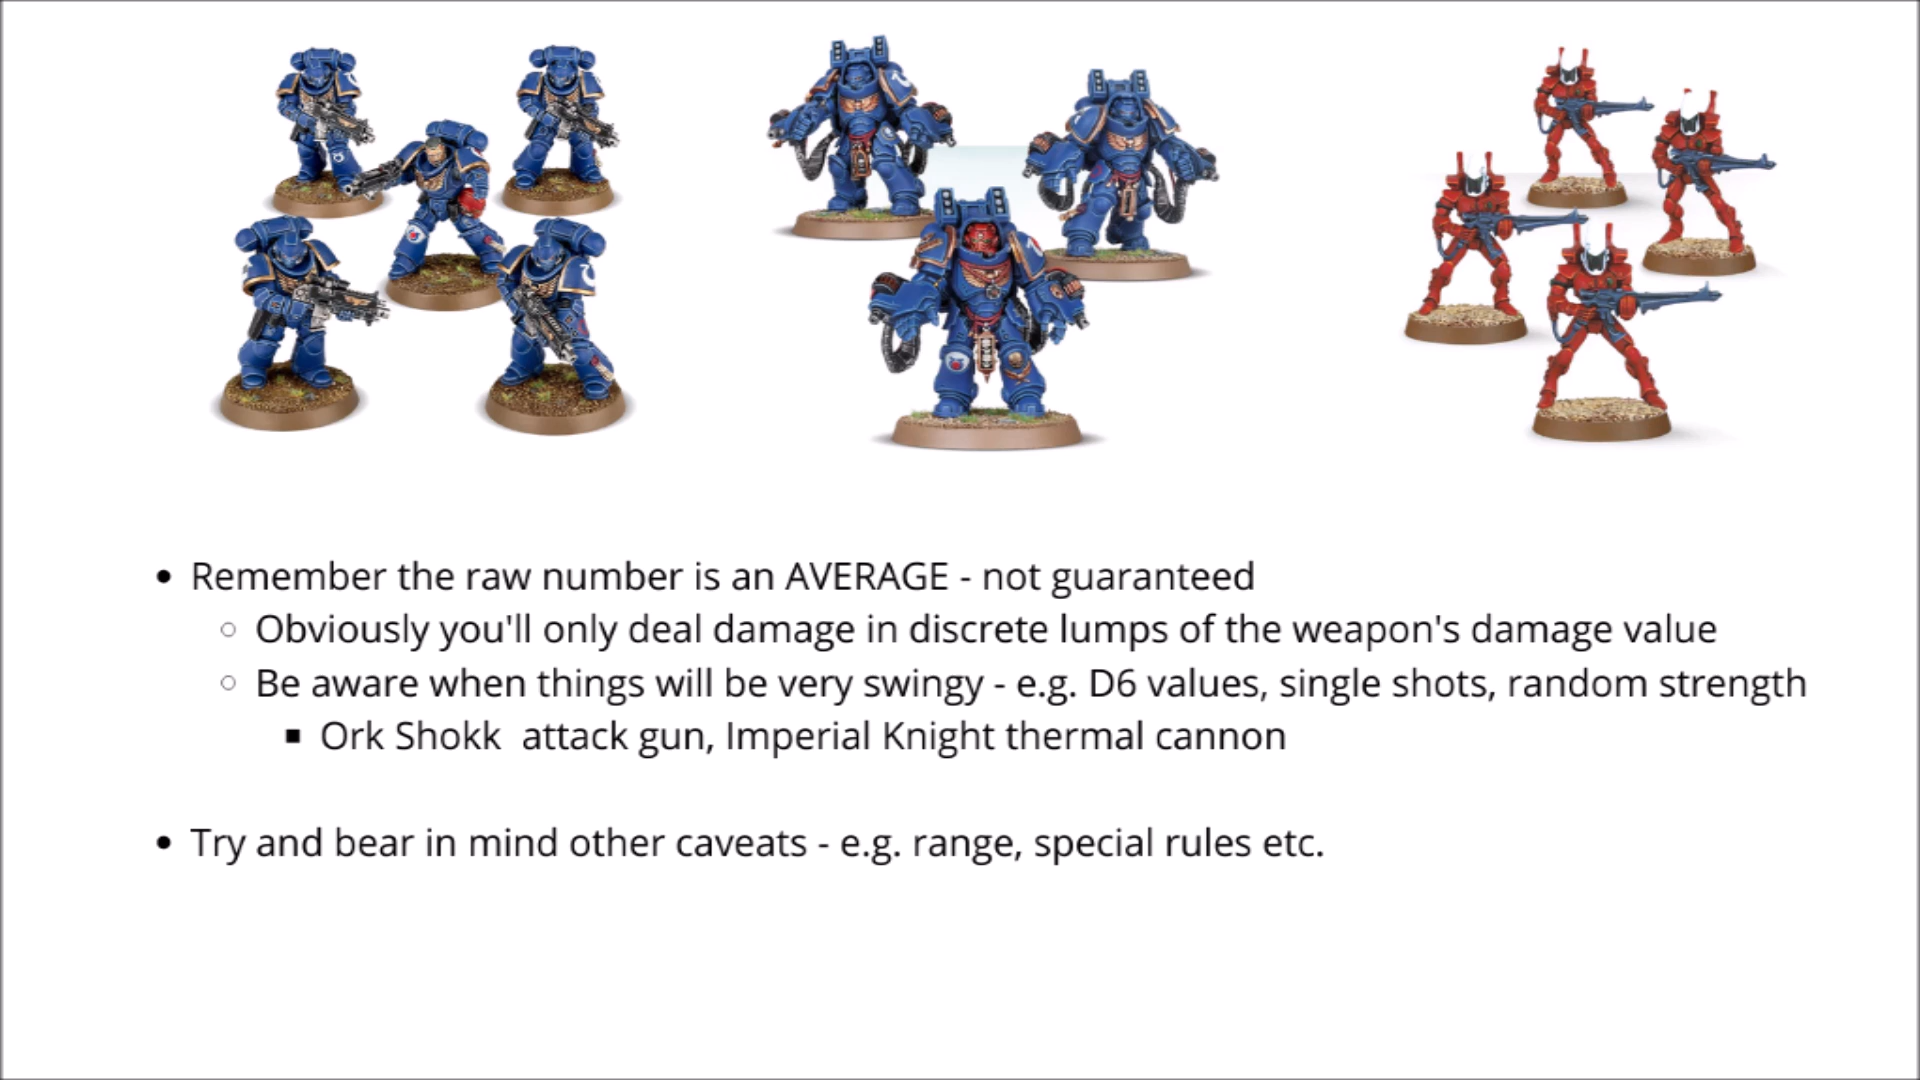 Remember the raw number is an AVERAGE - not guaranteed
Obviously you'll only deal damage in discrete lumps of the weapon's damage value
Be aware when things will be very swingy - e.g. D6 values, single shots, random strength
Ork Shokk  attack gun, Imperial Knight thermal cannon
Try and bear in mind other caveats - e.g. range, special rules etc.